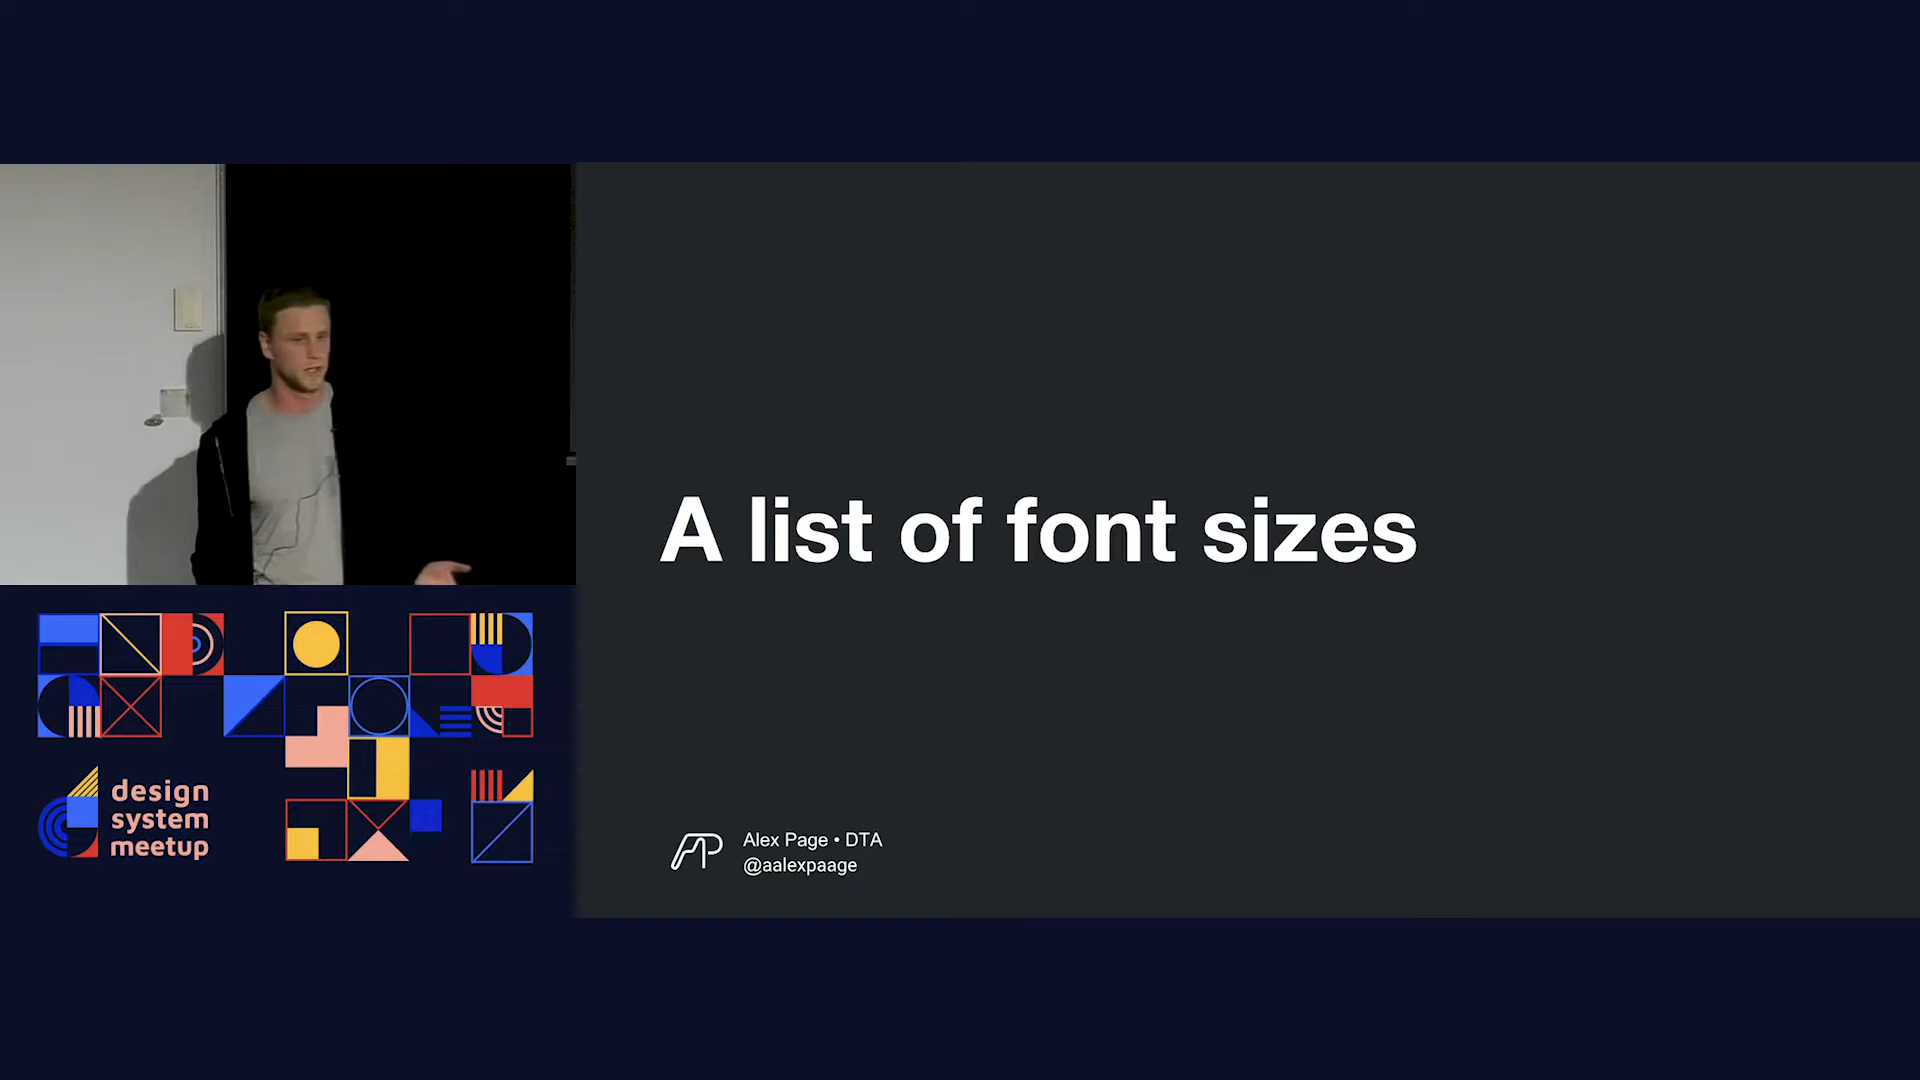 A list of font sizes
Alex Page • DTA
@aalexpaage
design
system
meetup